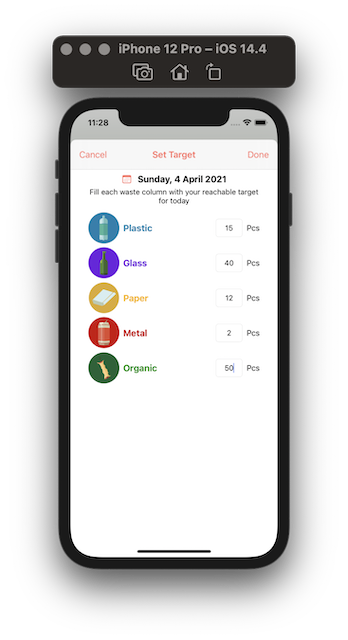 iPhone 12 Pro – iOS 14.4
11:28
Cancel Set Target Done
Sunday, 4 April 2021
Fill each waste column with your reachable target
for today
Plastic 15 Pcs
Glass 40 Pcs
Paper 12 Pcs
Metal 2 Pcs
Organic 50 Pcs